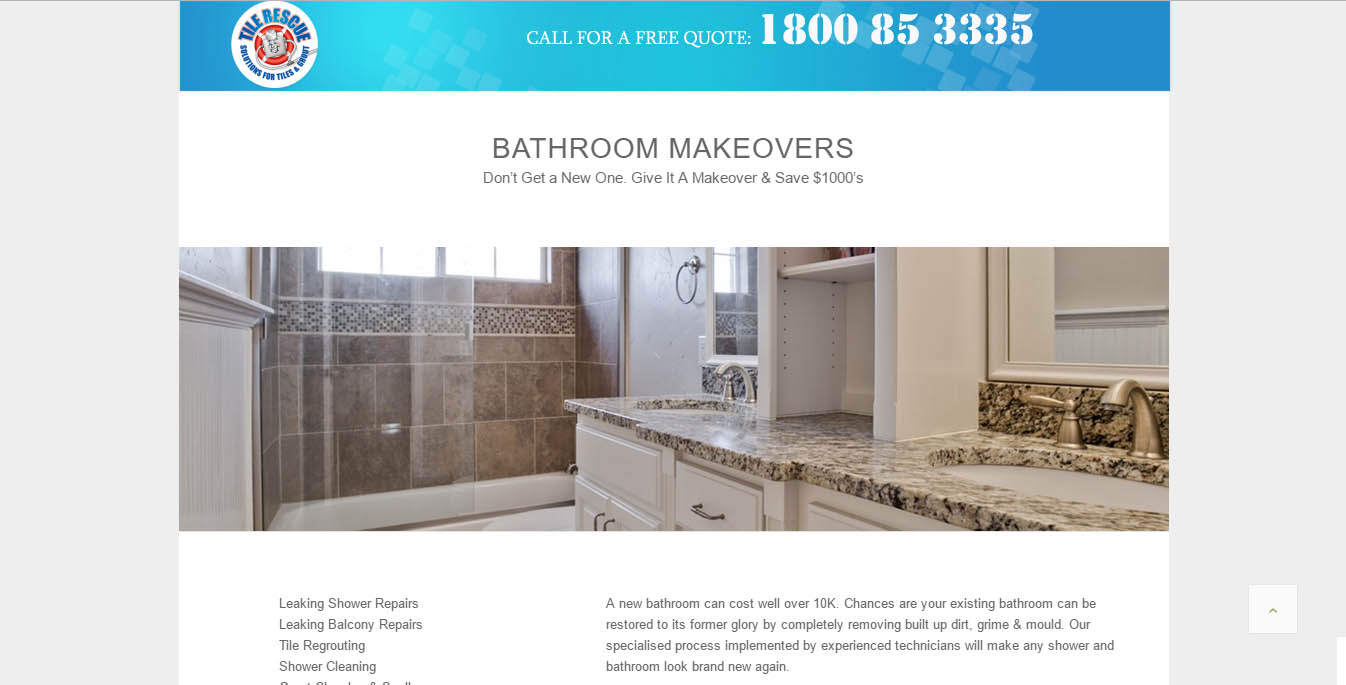 TILE RESCUE
SOLUTIONS FOR TILES & GROUT
CALL FOR A FREE QUOTE: 1800 85 3335
BATHROOM MAKEOVERS
Don't Get a New One. Give It A Makeover & Save $1000's
Leaking Shower Repairs
Leaking Balcony Repairs
Tile Regrouting
Shower Cleaning
A new bathroom can cost well over 10K. Chances are your existing bathroom can be
restored to its former glory by completely removing built up dirt, grime & mould. Our
specialised process implemented by experienced technicians will make any shower and
bathroom look brand new again.